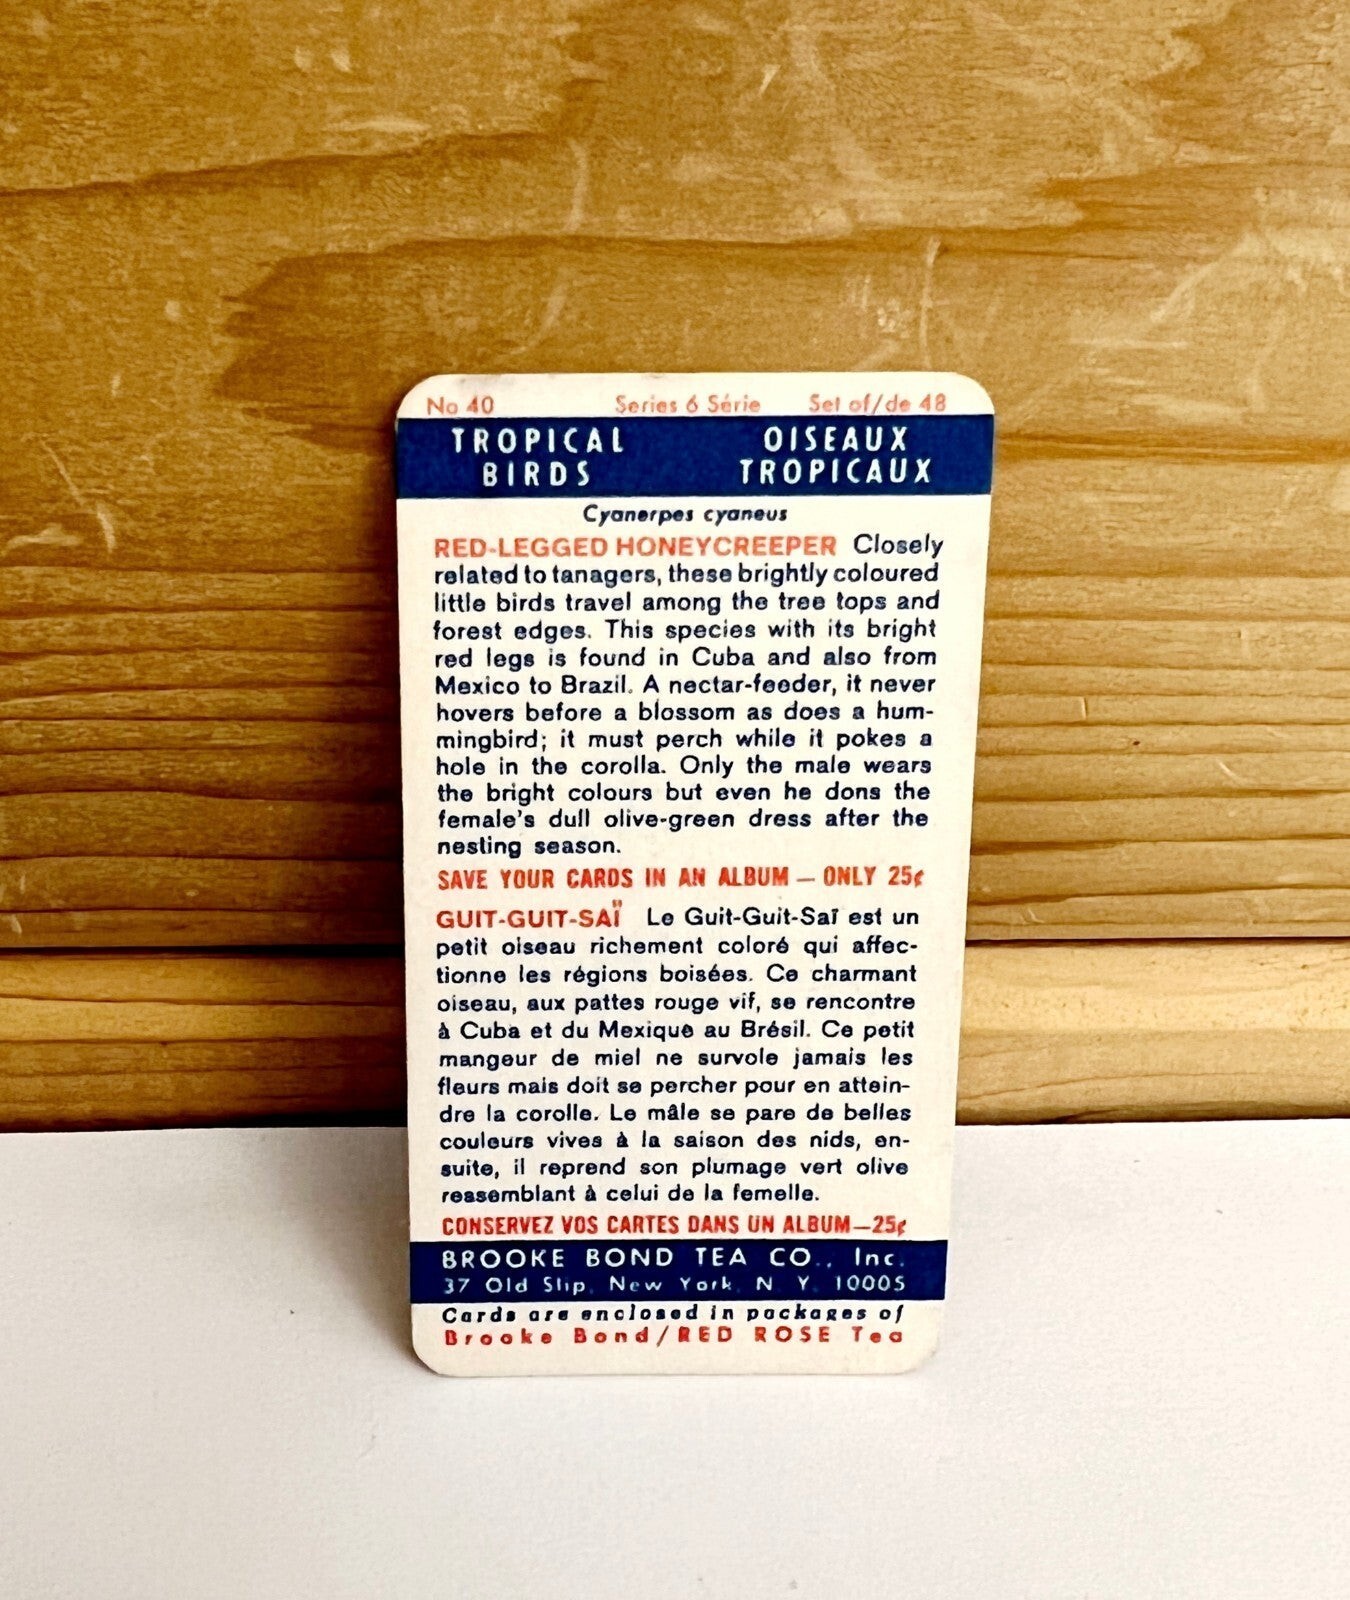 No 40 Series 6 Série Set of/de 48
TROPICAL BIRDS
OISEAUX TROPICAUX
Cyanerpes cyaneus
RED-LEGGED HONEYCREEPER Closely
related to tanagers, these brightly coloured
little birds travel among the tree tops and
forest edges. This species with its bright
red legs is found in Cuba and also from
Mexico to Brazil. A nectar-feeder, it never
hovers before a blossom as does a hum-
mingbird; it must perch while it pokes a
hole in the corolla. Only the male wears
the bright colours but even he dons the
female's dull olive-green dress after the
nesting season.
SAVE YOUR CARDS IN AN ALBUM — ONLY 25¢
GUIT-GUIT-SAÏ Le Guit-Guit-Saï est un
petit oiseau richement coloré qui affec-
tionne les régions boisées. Ce charmant
oiseau, aux pattes rouge vif, se rencontre
à Cuba et du Mexique au Brésil. Ce petit
mangeur de miel ne survole jamais les
fleurs mais doit se percher pour en attein-
dre la corolle. Le mâle se pare de belles
couleurs vives à la saison des nids, en-
suite, il reprend son plumage vert olive
ressemblant à celui de la femelle.
CONSERVEZ VOS CARTES DANS UN ALBUM—25¢
BROOKE BOND TEA CO., Inc.
37 Old Slip, New York, N. Y. 10005
Cards are enclosed in packages of
Brooke Bond/RED ROSE Tea